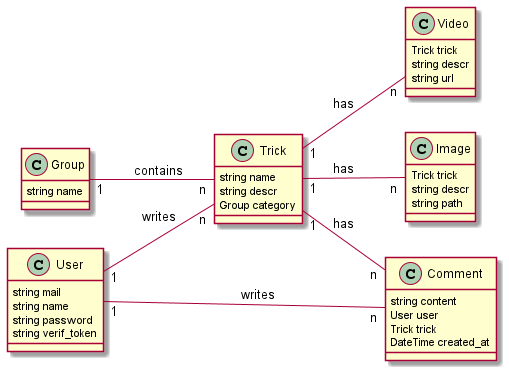 C Video
Trick trick
string descr
string url
has
n
1
C Group
string name
contains
1
n
C Trick
string name
string descr
Group category
has
1
n
C Image
Trick trick
string descr
string path
writes
n
1
has
1
n
C User
string mail
string name
string password
string verif_token
writes
1
n
C Comment
string content
User user
Trick trick
DateTime created_at